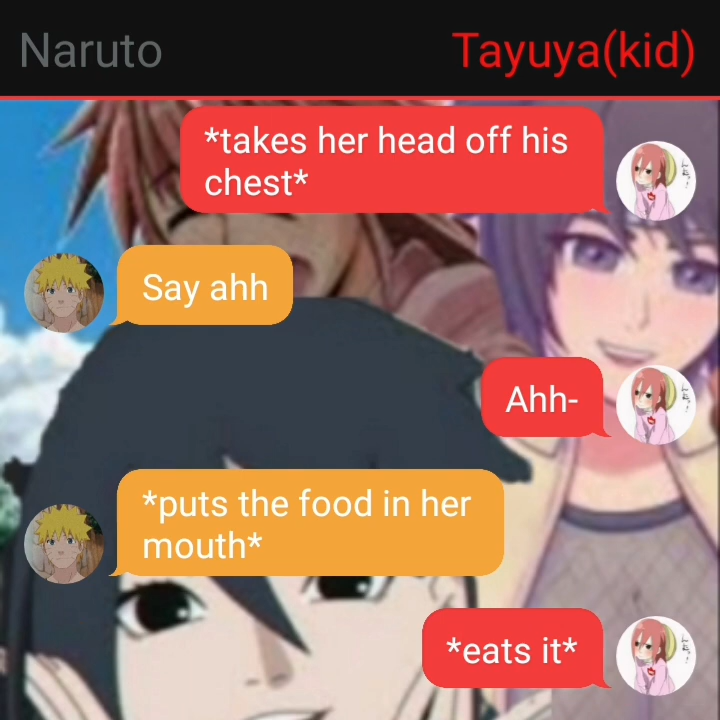 Naruto
Tayuya(kid)
*takes her head off his
chest*
Say ahh
Ahh-
*puts the food in her
mouth*
*eats it*